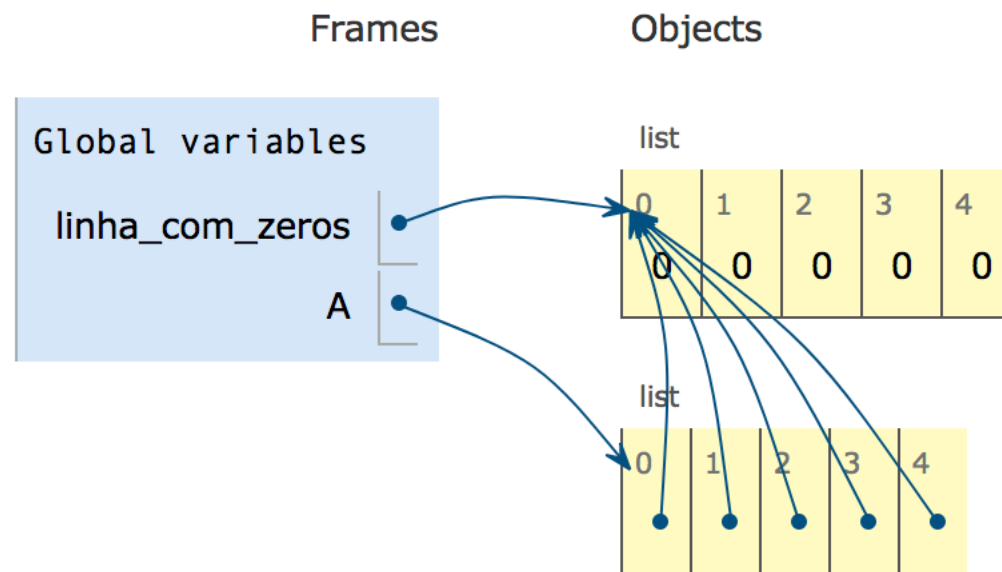 Frames Objects
Global variables
linha_com_zeros
A
list
0 1 2 3 4
0 0 0 0 0
list
0 1 2 3 4